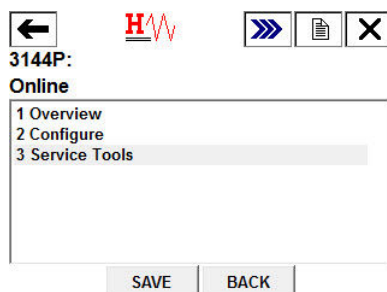 H
3144P:
Online
1 Overview
2 Configure
3 Service Tools
SAVE BACK